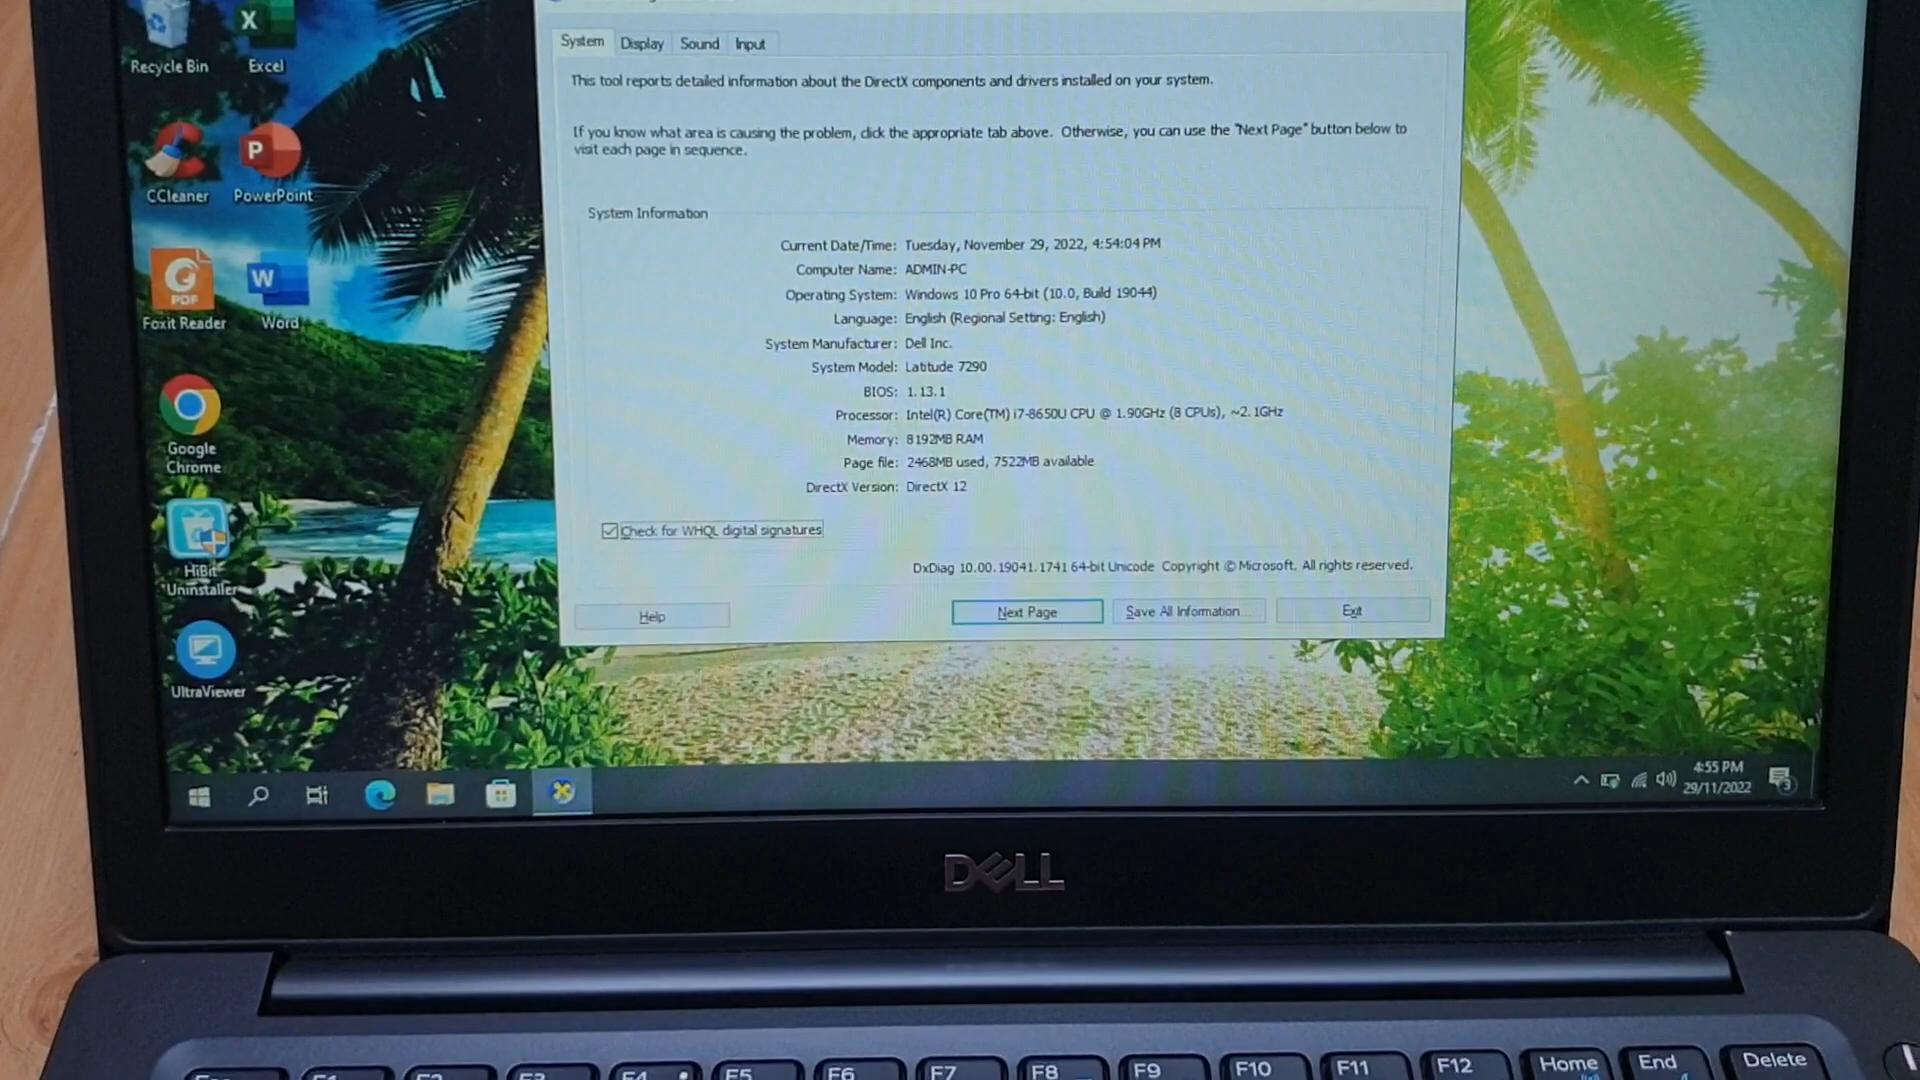 System Display Sound Input
This tool reports detailed information about the DirectX components and drivers installed on your system.
If you know what area is causing the problem, click the appropriate tab above. Otherwise, you can use the "Next Page" button below to
visit each page in sequence.
System Information
Current Date/Time: Tuesday, November 29, 2022, 4:54:04 PM
Computer Name: ADMIN-PC
Operating System: Windows 10 Pro 64-bit (10.0, Build 19044)
Language: English (Regional Setting: English)
System Manufacturer: Dell Inc.
System Model: Latitude 7290
BIOS: 1.13.1
Processor: Intel(R) Core(TM) i7-8650U CPU @ 1.90GHz (8 CPUs), ~2.1GHz
Memory: 8192MB RAM
Page file: 2468MB used, 7522MB available
DirectX Version: DirectX 12
Check for WHQL digital signatures
DxDiag 10.00.19041.1741 64-bit Unicode Copyright © Microsoft. All rights reserved.
Help Next Page Save All Information... Exit
Recycle Bin
X
Excel
CCleaner
P
PowerPoint
PDF
Foxit Reader
W
Word
Google
Chrome
HiBit
Uninstaller
UltraViewer
4:55 PM
29/11/2022
3
DELL
F5 F6 F7 F8 F9 F10 F11 F12 Home End Delete